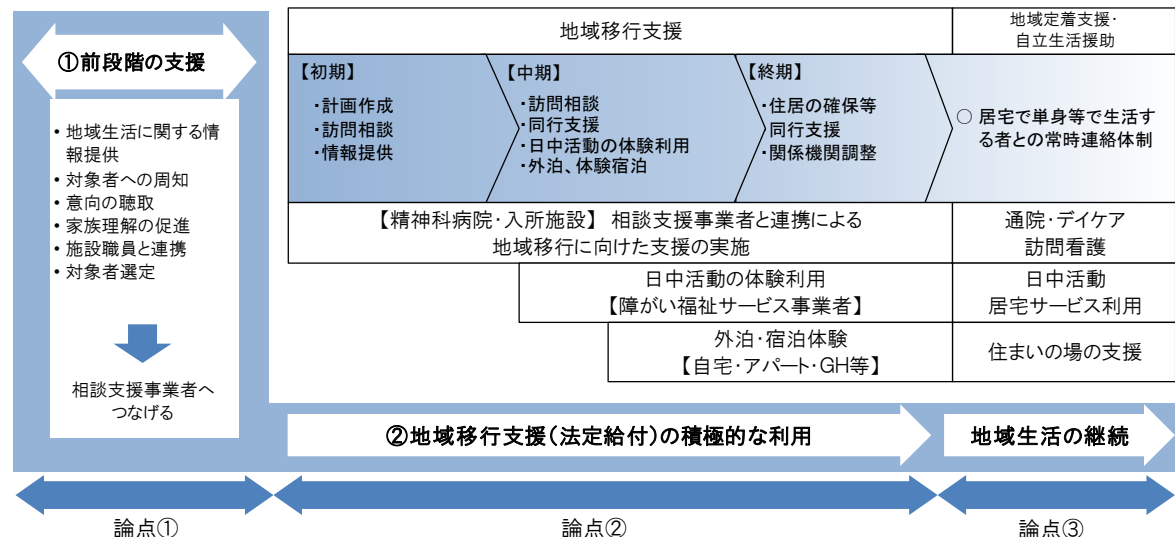 ①前段階の支援
• 地域生活に関する情
報提供
• 対象者への周知
• 意向の聴取
• 家族理解の促進
• 施設職員と連携
• 対象者選定
相談支援事業者へ
つなげる
地域移行支援
地域定着支援・
自立生活援助
【初期】
・計画作成
・訪問相談
・情報提供
【中期】
・訪問相談
・同行支援
・日中活動の体験利用
・外泊、体験宿泊
【終期】
・住居の確保等
同行支援
・関係機関調整
○ 居宅で単身等で生活す
る者との常時連絡体制
【精神科病院・入所施設】 相談支援事業者と連携による
地域移行に向けた支援の実施
通院・デイケア
訪問看護
日中活動の体験利用
【障がい福祉サービス事業者】
日中活動
居宅サービス利用
外泊・宿泊体験
【自宅・アパート・GH等】
住まいの場の支援
②地域移行支援(法定給付)の積極的な利用
地域生活の継続
論点①
論点②
論点③